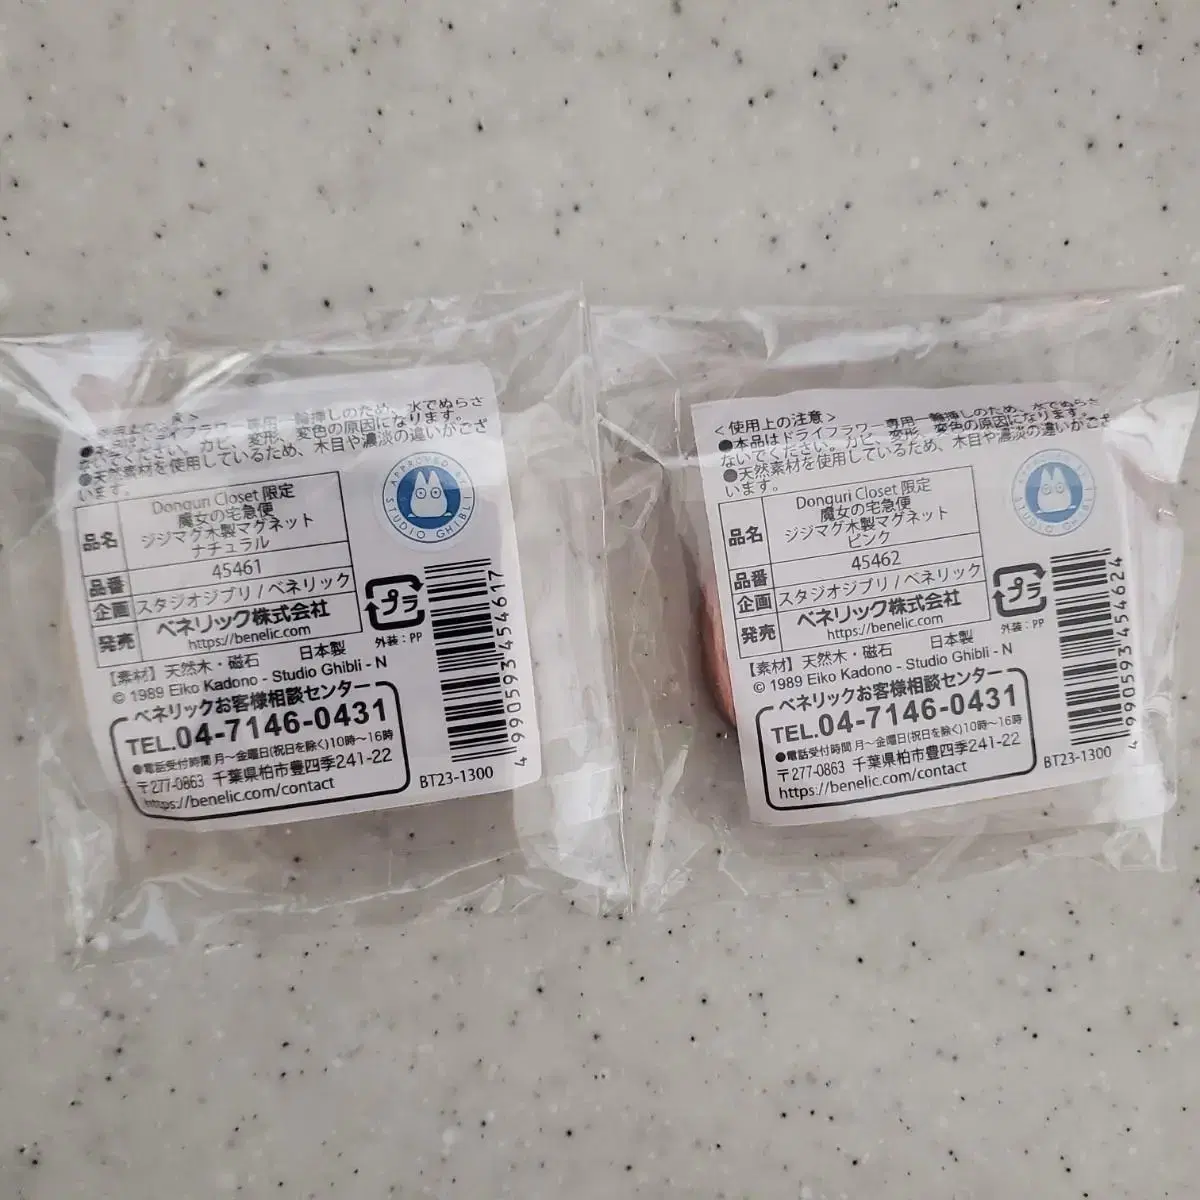 意>
●本品はドライフラワー専用一輪挿しのため、水でぬらさ
ないでください。カビ、変形、変色の原因になります。
●天然素材を使用しているため、木目や濃淡の違いがござ
います。
品名
Donguri Closet 限定
魔女の宅急便
ジジマグ木製マグネット
ナチュラル
品番
45461
企画
スタジオジブリ / ベネリック
発売
ベネリック株式会社
https://benelic.com
【素材】天然木・磁石 日本製
© 1989 Eiko Kadono - Studio Ghibli - N
ベネリックお客様相談センター
TEL.04-7146-0431
●電話受付時間 月～金曜日(祝日を除く)10時～16時
〒277-0863 千葉県柏市豊四季241-22
https://benelic.com/contact
APPROVED BY
STUDIO GHIBLI
プラ
外装：PP
4990593454617
BT23-1300
<使用上の注意>
●本品はドライフラワー専用一輪挿しのため、水でぬらさ
ないでください。カビ、変形、変色の原因になります。
●天然素材を使用しているため、木目や濃淡の違いがござ
います。
品名
Donguri Closet 限定
魔女の宅急便
ジジマグ木製マグネット
ピンク
品番
45462
企画
スタジオジブリ / ベネリック
発売
ベネリック株式会社
https://benelic.com
【素材】天然木・磁石 日本製
© 1989 Eiko Kadono - Studio Ghibli - N
ベネリックお客様相談センター
TEL.04-7146-0431
●電話受付時間 月～金曜日(祝日を除く)10時～16時
〒277-0863 千葉県柏市豊四季241-22
https://benelic.com/contact
APPROVED BY
STUDIO GHIBLI
プラ
外装：PP
4990593454624
BT23-1300